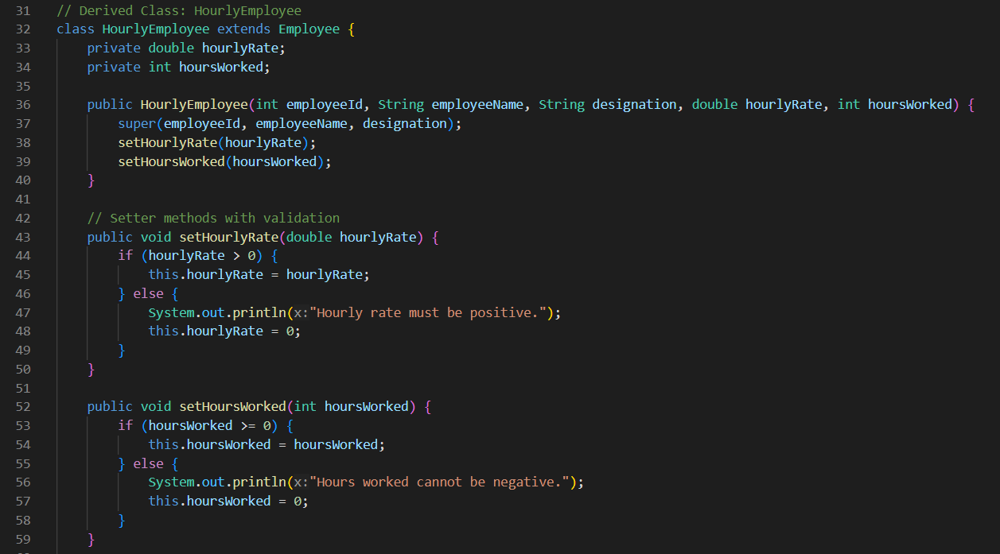 31 // Derived Class: HourlyEmployee
32 class HourlyEmployee extends Employee {
33     private double hourlyRate;
34     private int hoursWorked;
35
36     public HourlyEmployee(int employeeId, String employeeName, String designation, double hourlyRate, int hoursWorked) {
37         super(employeeId, employeeName, designation);
38         setHourlyRate(hourlyRate);
39         setHoursWorked(hoursWorked);
40     }
41
42     // Setter methods with validation
43     public void setHourlyRate(double hourlyRate) {
44         if (hourlyRate > 0) {
45             this.hourlyRate = hourlyRate;
46         } else {
47             System.out.println(x:"Hourly rate must be positive.");
48             this.hourlyRate = 0;
49         }
50     }
51
52     public void setHoursWorked(int hoursWorked) {
53         if (hoursWorked >= 0) {
54             this.hoursWorked = hoursWorked;
55         } else {
56             System.out.println(x:"Hours worked cannot be negative.");
57             this.hoursWorked = 0;
58         }
59     }